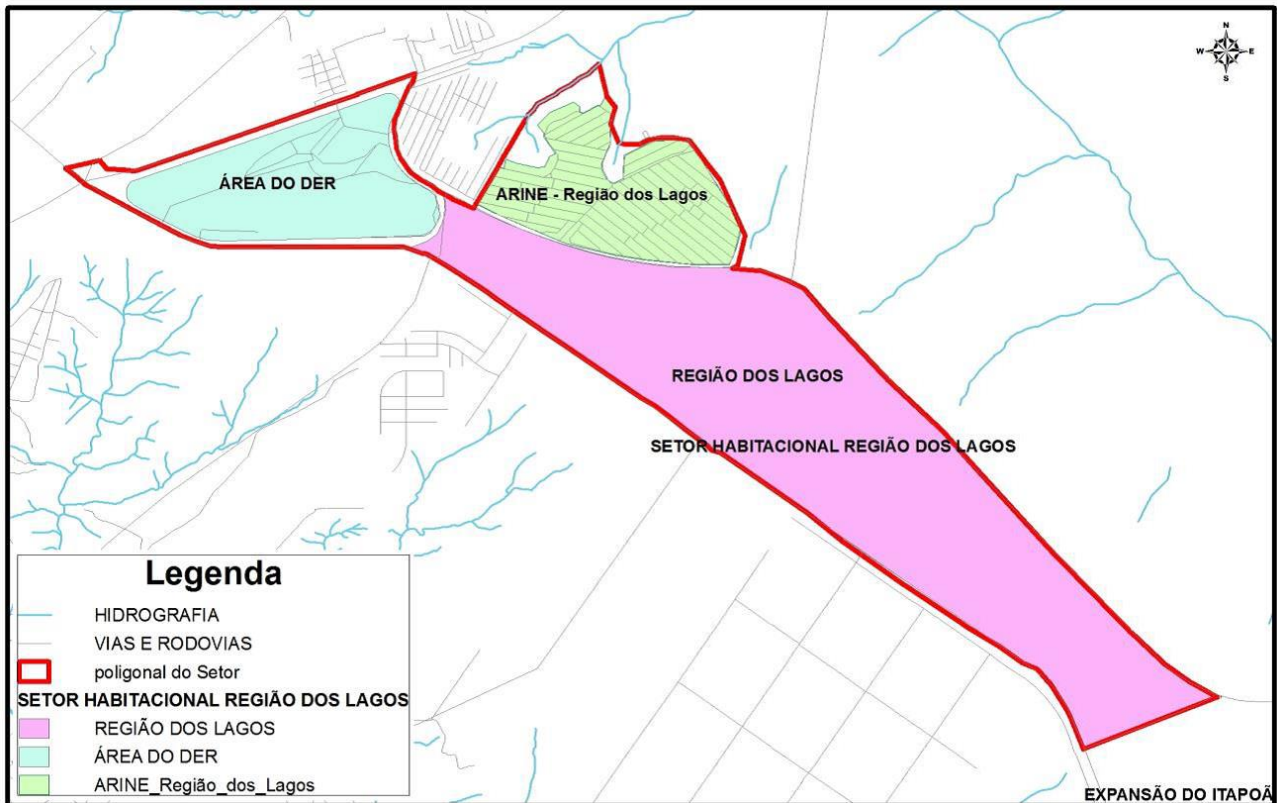 N
W E
S
ÁREA DO DER
ARINE - Região dos Lagos
REGIÃO DOS LAGOS
SETOR HABITACIONAL REGIÃO DOS LAGOS
Legenda
HIDROGRAFIA
VIAS E RODOVIAS
poligonal do Setor
SETOR HABITACIONAL REGIÃO DOS LAGOS
REGIÃO DOS LAGOS
ÁREA DO DER
ARINE_Região_dos_Lagos
EXPANSÃO DO ITAPOÃ